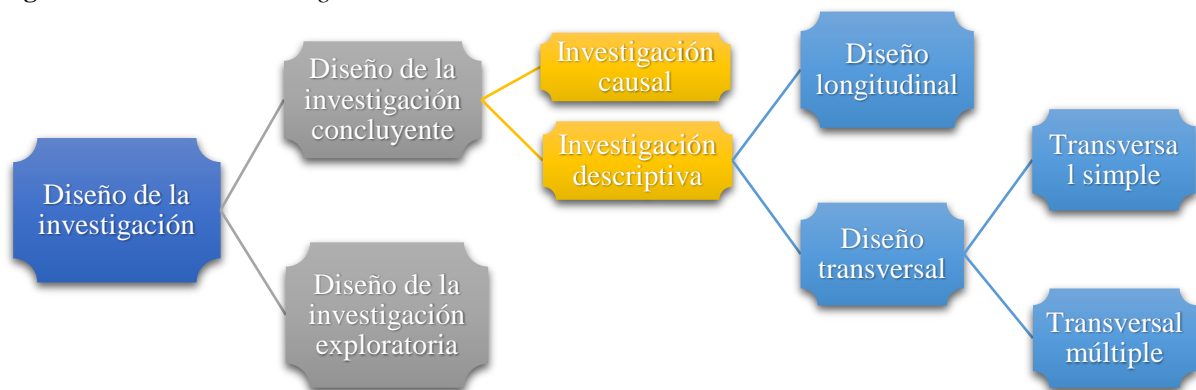 Diseño de la
investigación
Diseño de la
investigación
concluyente
Diseño de la
investigación
exploratoria
Investigación
causal
Investigación
descriptiva
Diseño
longitudinal
Diseño
transversal
Transversa
l simple
Transversal
múltiple